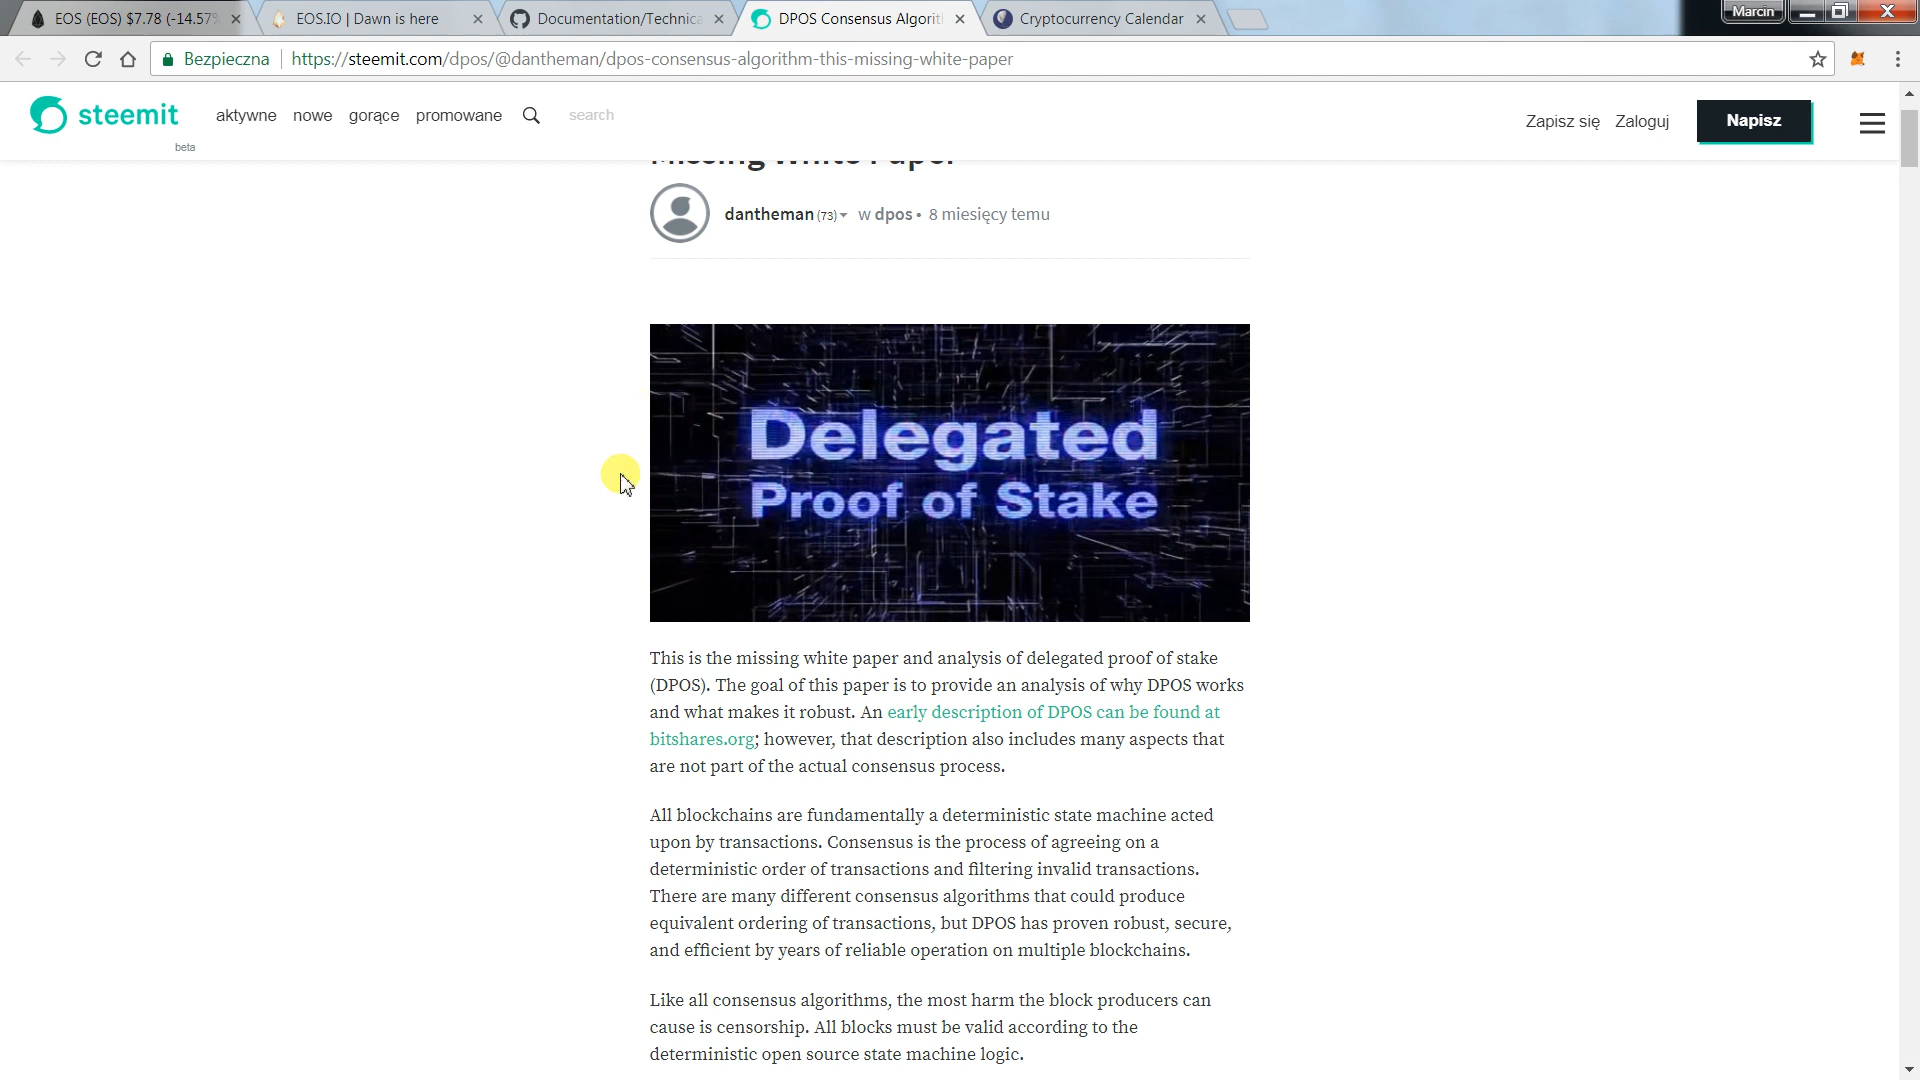 EOS (EOS) $7.78 (-14.57%
EOS.IO | Dawn is here
Documentation/Technica
DPOS Consensus Algorit
Cryptocurrency Calendar
Marcin
Bezpieczna
https://steemit.com/dpos/@dantheman/dpos-consensus-algorithm-this-missing-white-paper
steemit
beta
aktywne nowe gorące promowane
search
Zapisz się Zaloguj
Napisz
Missing White Paper
dantheman (73) w dpos • 8 miesięcy temu
Delegated
Proof of Stake
This is the missing white paper and analysis of delegated proof of stake
(DPOS). The goal of this paper is to provide an analysis of why DPOS works
and what makes it robust. An early description of DPOS can be found at
bitshares.org; however, that description also includes many aspects that
are not part of the actual consensus process.
All blockchains are fundamentally a deterministic state machine acted
upon by transactions. Consensus is the process of agreeing on a
deterministic order of transactions and filtering invalid transactions.
There are many different consensus algorithms that could produce
equivalent ordering of transactions, but DPOS has proven robust, secure,
and efficient by years of reliable operation on multiple blockchains.
Like all consensus algorithms, the most harm the block producers can
cause is censorship. All blocks must be valid according to the
deterministic open source state machine logic.